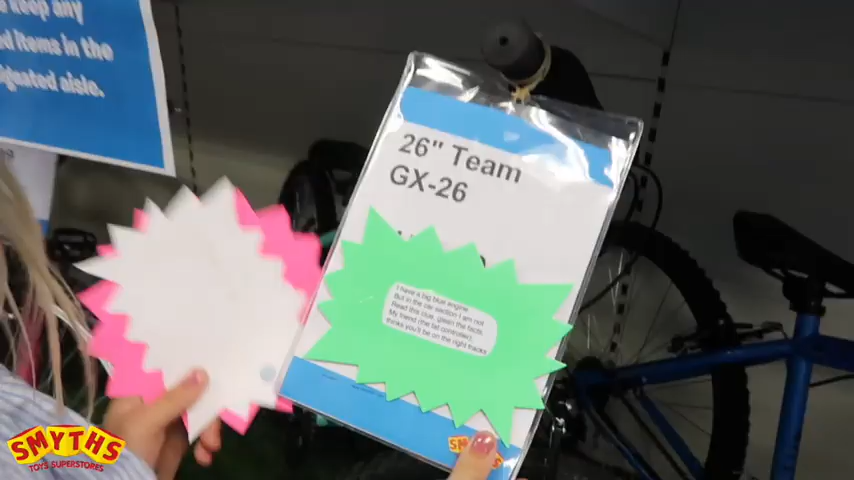 keep any
items in the
aisle.
26" Team
GX-26
I have a big blue engine
But in the car section I am not
Read this clue, given the facts,
My friend (the fat controller),
thinks you'll be on the right tracks
SMYTHS
TOYS SUPERSTORES